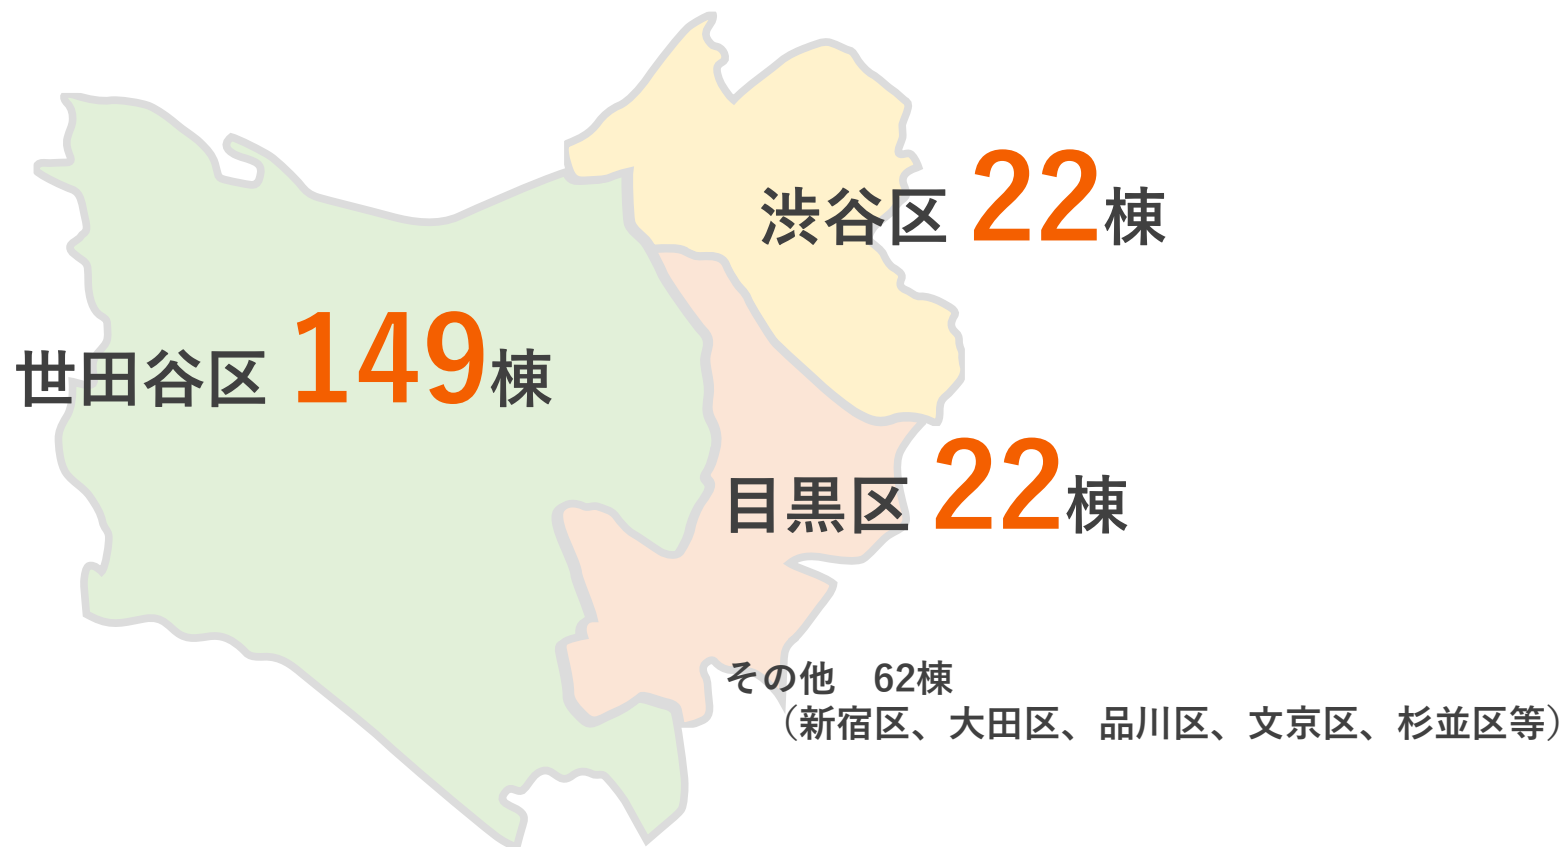 渋谷区 22棟
世田谷区 149棟
目黒区 22棟
その他　62棟
（新宿区、大田区、品川区、文京区、杉並区等）